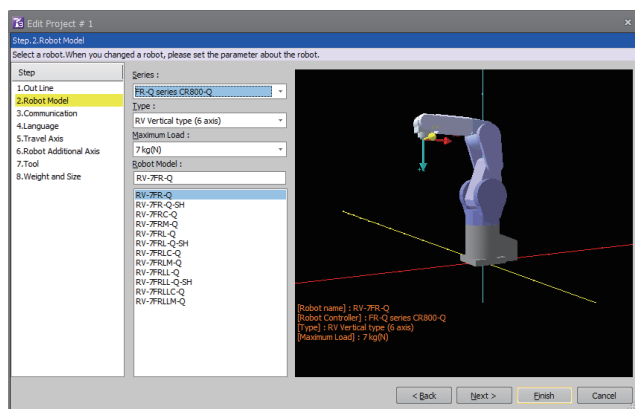 Edit Project # 1
Step.2.Robot Model
Select a robot.When you changed a robot, please set the parameter about the robot.
Step
1.Out Line
2.Robot Model
3.Communication
4.Language
5.Travel Axis
6.Robot Additional Axis
7.Tool
8.Weight and Size
Series :
FR-Q series CR800-Q
Type :
RV Vertical type (6 axis)
Maximum Load :
7 kg(N)
Robot Model :
RV-7FR-Q
RV-7FR-Q
RV-7FR-Q-SH
RV-7FRC-Q
RV-7FRM-Q
RV-7FRL-Q
RV-7FRL-Q-SH
RV-7FRLC-Q
RV-7FRLM-Q
RV-7FRLL-Q
RV-7FRLL-Q-SH
RV-7FRLLC-Q
RV-7FRLLM-Q
[Robot name] : RV-7FR-Q
[Robot Controller] : FR-Q series CR800-Q
[Type] : RV Vertical type (6 axis)
[Maximum Load] : 7 kg(N)
< Back
Next >
Finish
Cancel